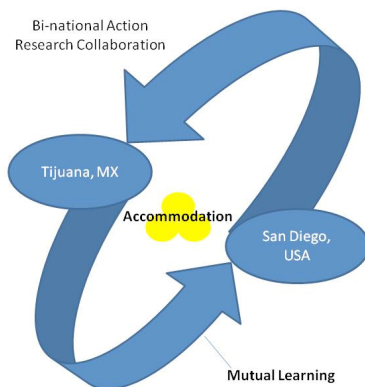 Bi-national Action
Research Collaboration
Tijuana, MX
Accommodation
San Diego,
USA
Mutual Learning